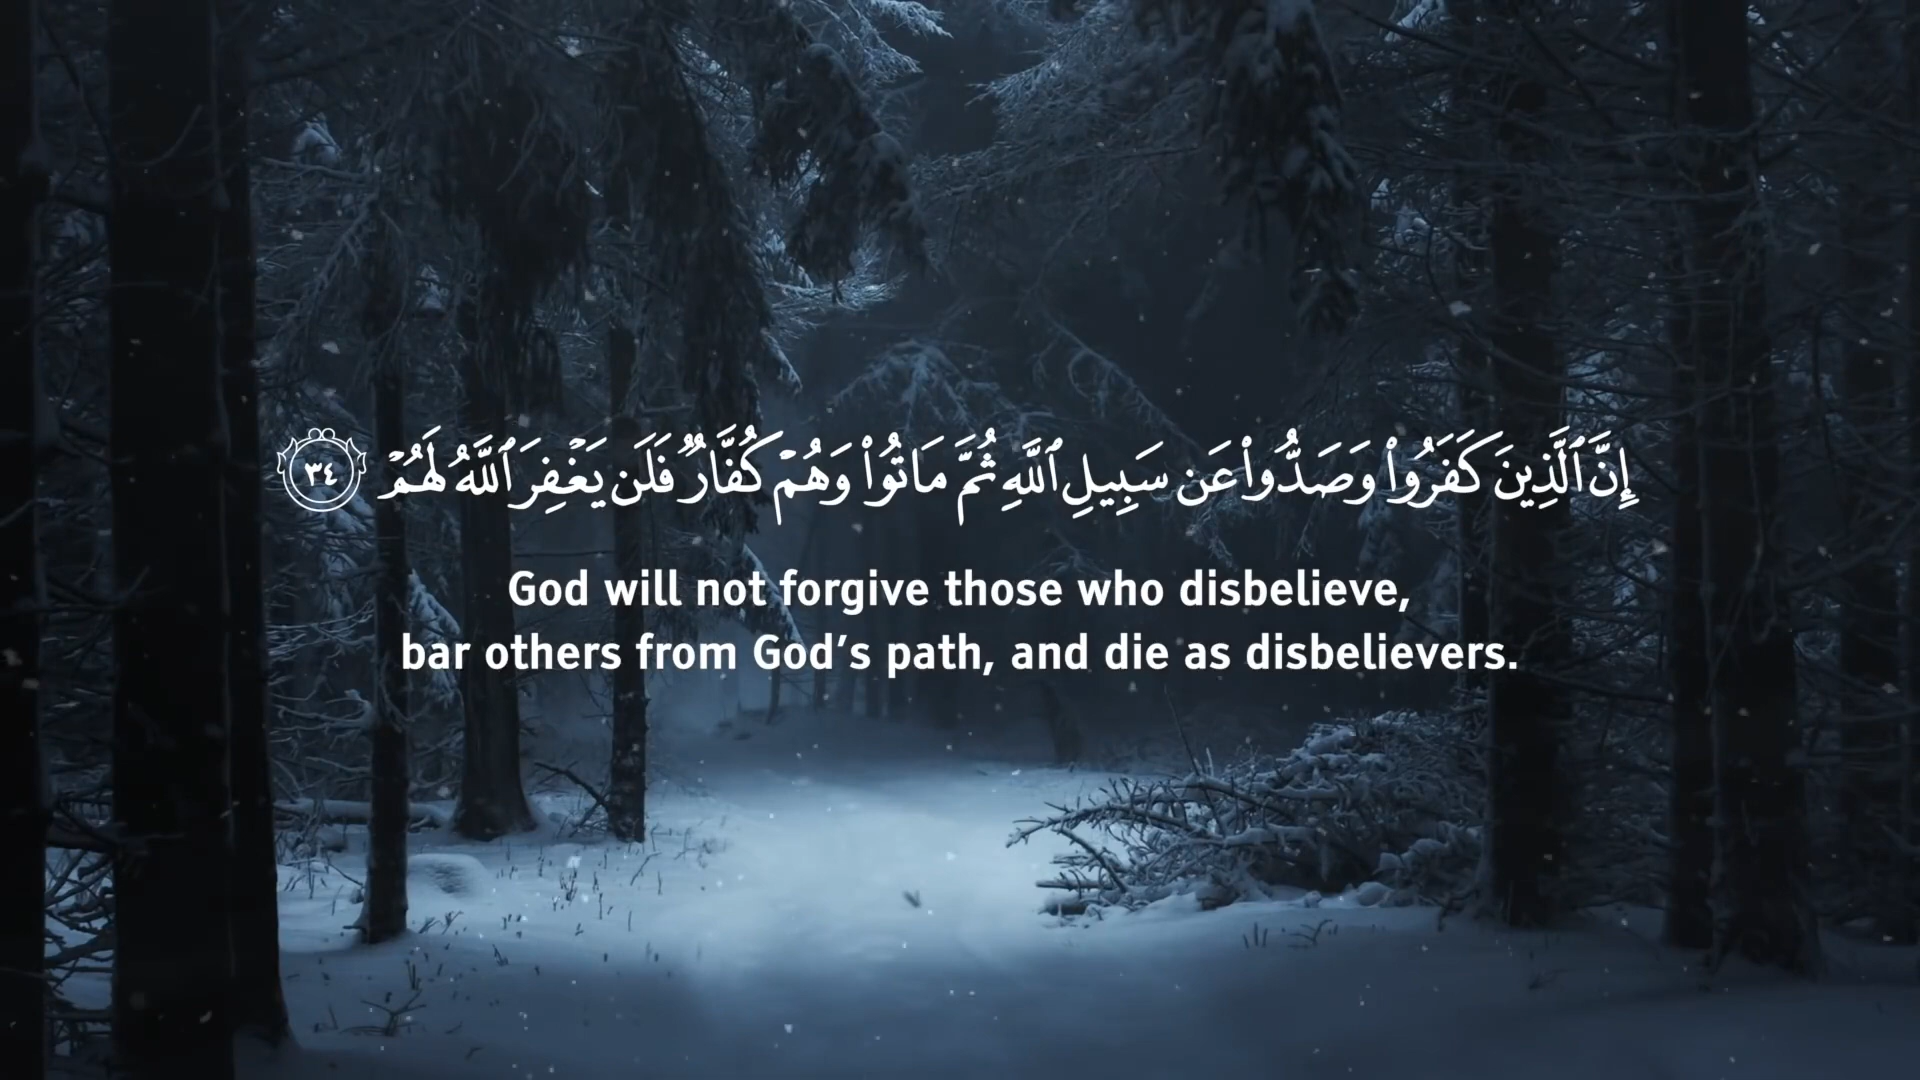 إِنَّ ٱلَّذِينَ كَفَرُوا۟ وَصَدُّوا۟ عَن سَبِيلِ ٱللَّهِ ثُمَّ مَاتُوا۟ وَهُمْ كُفَّارٌ فَلَن يَغْفِرَ ٱللَّهُ لَهُمْ ٣٤
God will not forgive those who disbelieve,
bar others from God’s path, and die as disbelievers.